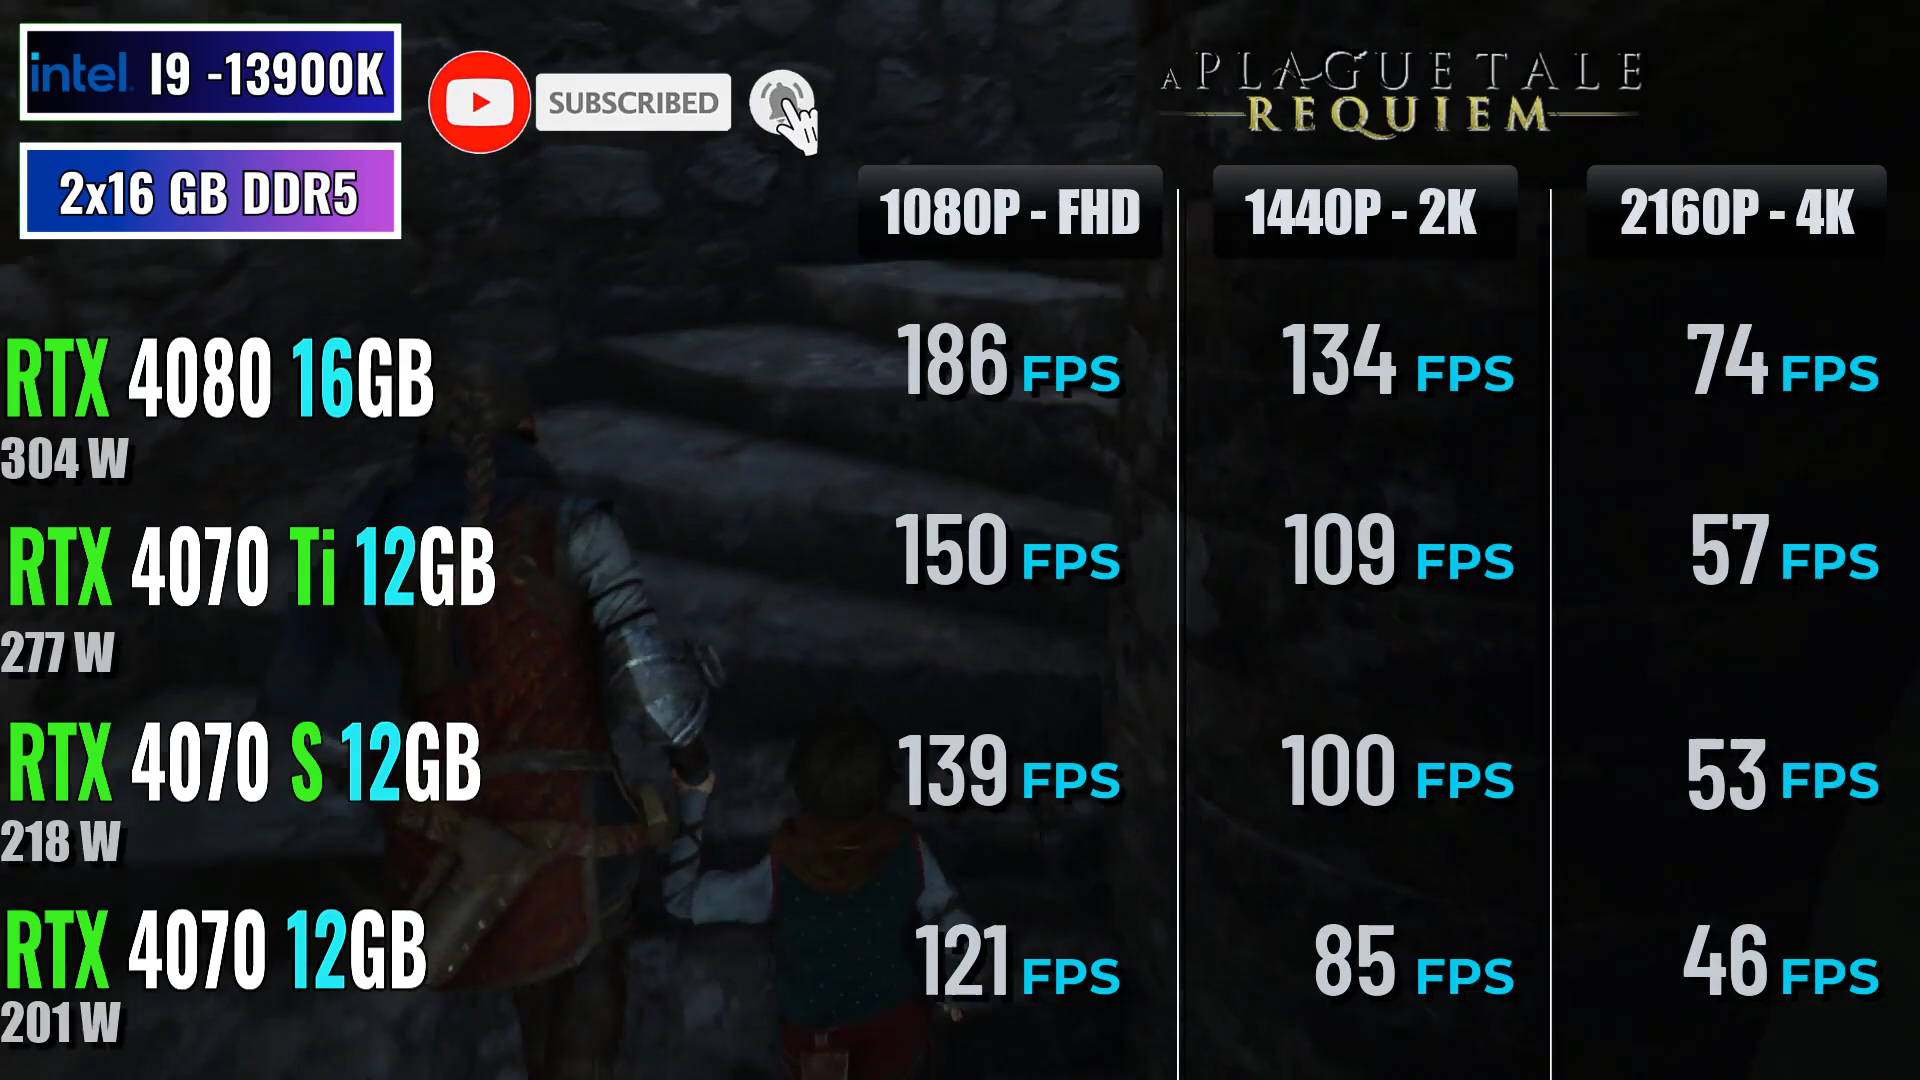 intel. I9 -13900K
SUBSCRIBED
2x16 GB DDR5
A PLAGUE TALE
REQUIEM
1080P - FHD 1440P - 2K 2160P - 4K
RTX 4080 16GB 186 FPS 134 FPS 74 FPS
304 W
RTX 4070 Ti 12GB 150 FPS 109 FPS 57 FPS
277 W
RTX 4070 S 12GB 139 FPS 100 FPS 53 FPS
218 W
RTX 4070 12GB 121 FPS 85 FPS 46 FPS
201 W